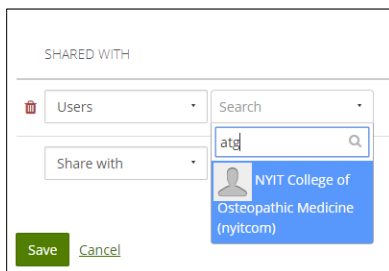 SHARED WITH
Users Search
atg
Share with NYIT College of
Osteopathic Medicine
(nyitcom)
Save Cancel